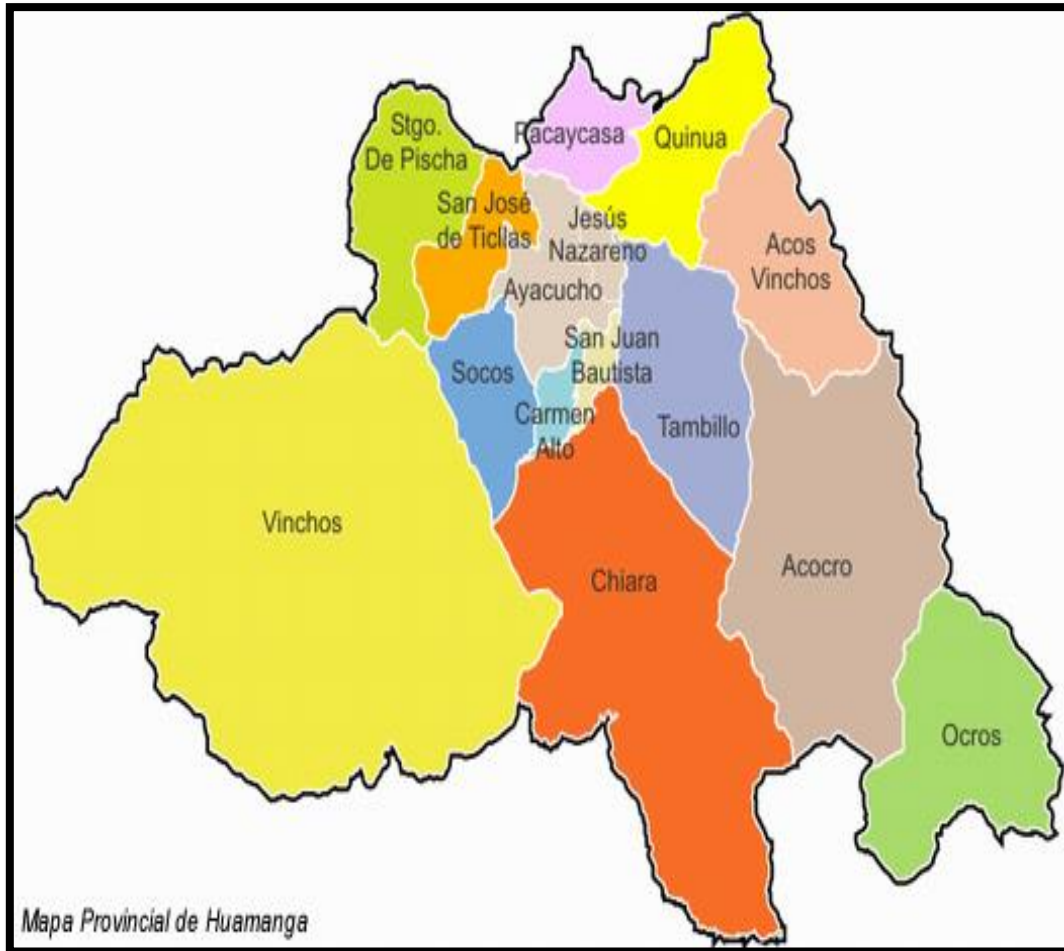 Stgo.
De Pischa
Pacaycasa
Quinua
San José
de Ticllas
Jesús
Nazareno
Acos
Vinchos
Ayacucho
San Juan
Bautista
Socos
Carmen
Alto
Tambillo
Vinchos
Chiara
Acocro
Ocros
Mapa Provincial de Huamanga